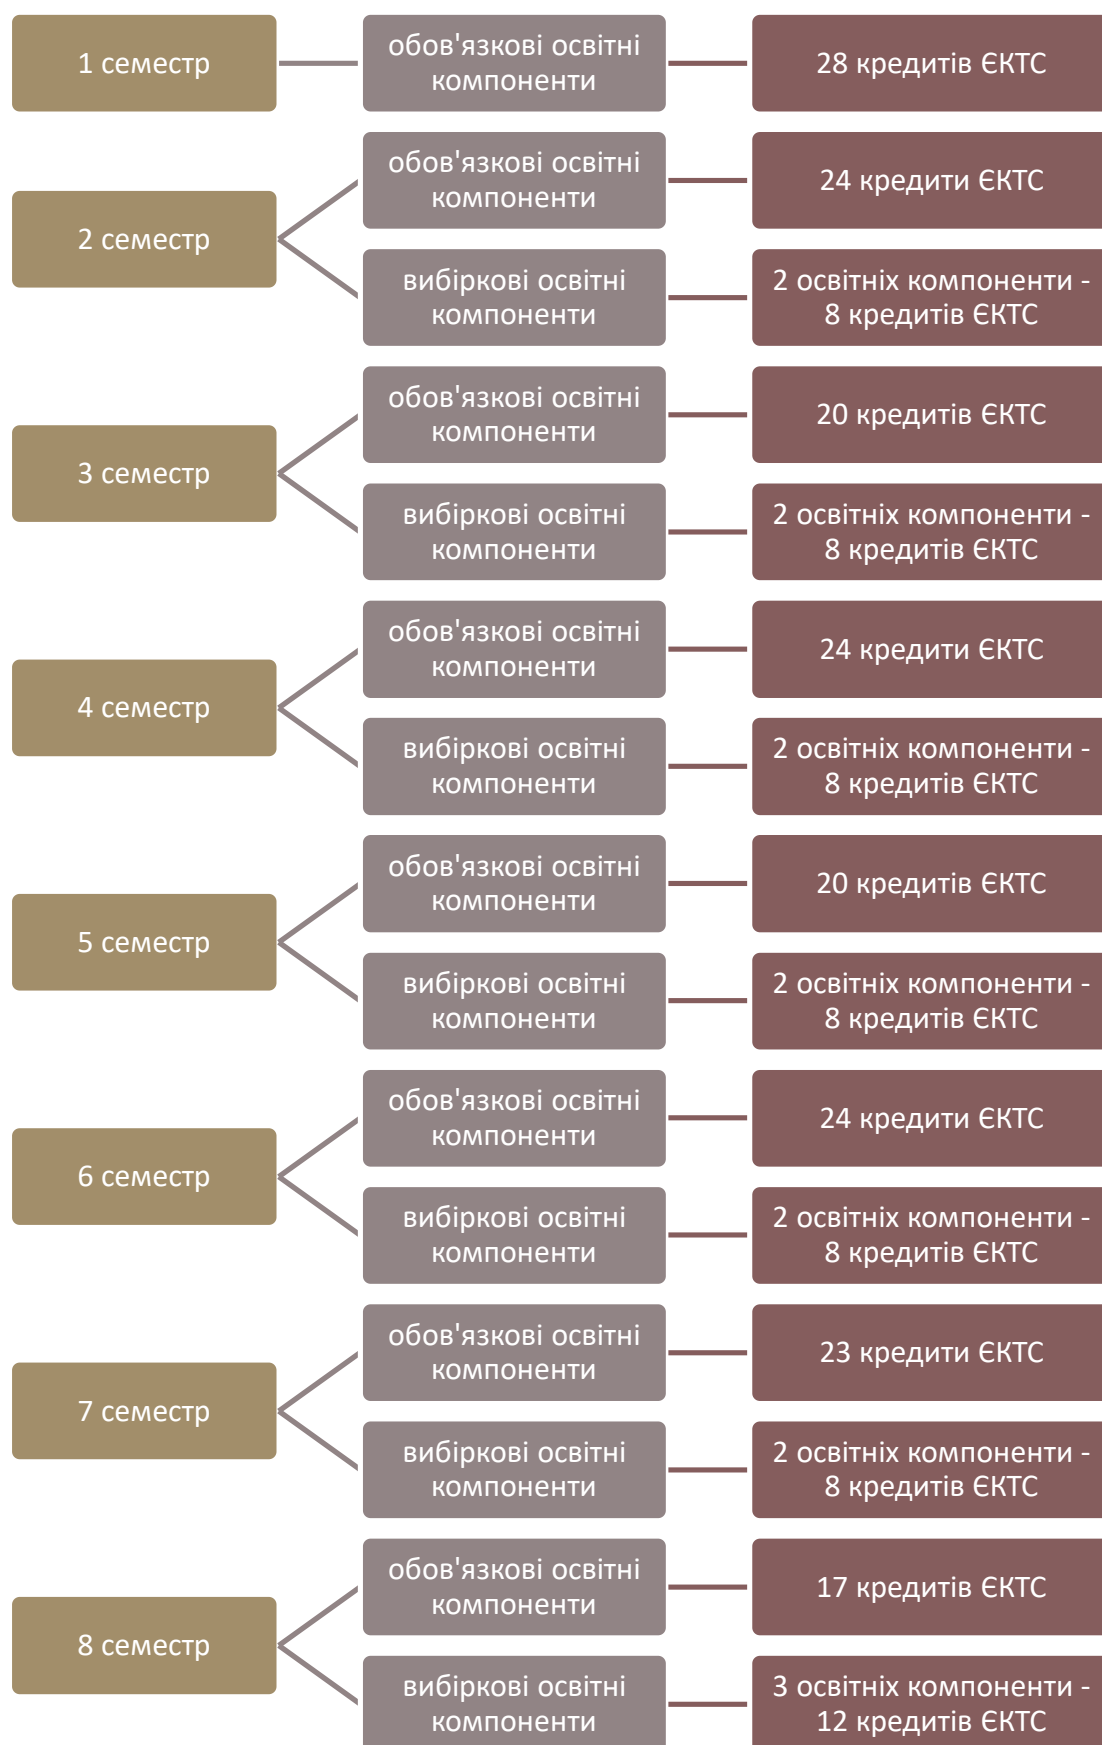 1 семестр
обов'язкові освітні
компоненти
28 кредитів ЄКТС
2 семестр
обов'язкові освітні
компоненти
24 кредити ЄКТС
вибіркові освітні
компоненти
2 освітніх компоненти -
8 кредитів ЄКТС
3 семестр
обов'язкові освітні
компоненти
20 кредитів ЄКТС
вибіркові освітні
компоненти
2 освітніх компоненти -
8 кредитів ЄКТС
4 семестр
обов'язкові освітні
компоненти
24 кредити ЄКТС
вибіркові освітні
компоненти
2 освітніх компоненти -
8 кредитів ЄКТС
5 семестр
обов'язкові освітні
компоненти
20 кредитів ЄКТС
вибіркові освітні
компоненти
2 освітніх компоненти -
8 кредитів ЄКТС
6 семестр
обов'язкові освітні
компоненти
24 кредити ЄКТС
вибіркові освітні
компоненти
2 освітніх компоненти -
8 кредитів ЄКТС
7 семестр
обов'язкові освітні
компоненти
23 кредити ЄКТС
вибіркові освітні
компоненти
2 освітніх компоненти -
8 кредитів ЄКТС
8 семестр
обов'язкові освітні
компоненти
17 кредитів ЄКТС
вибіркові освітні
компоненти
3 освітніх компоненти -
12 кредитів ЄКТС